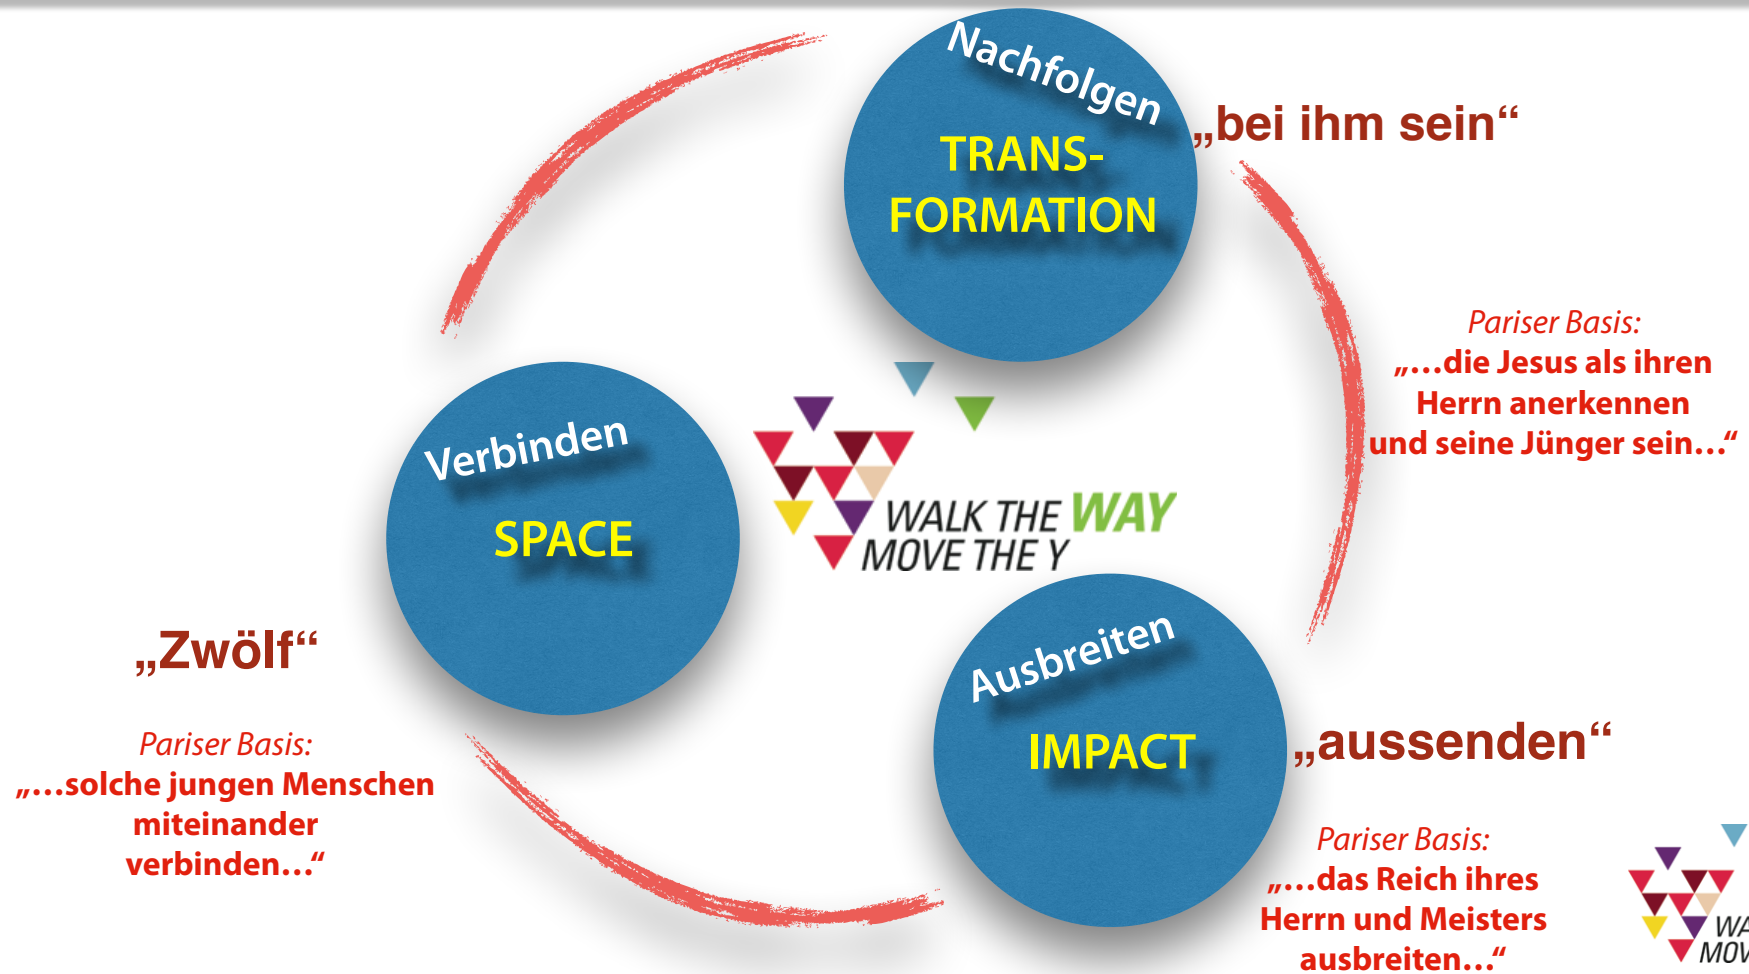 Nachfolgen
TRANS-
FORMATION
„bei ihm sein“
Pariser Basis:
„…die Jesus als ihren
Herrn anerkennen
und seine Jünger sein…“
Verbinden
SPACE
WALK THE WAY
MOVE THE Y
„Zwölf“
Pariser Basis:
„…solche jungen Menschen
miteinander
verbinden…“
Ausbreiten
IMPACT
„aussenden“
Pariser Basis:
„…das Reich ihres
Herrn und Meisters
ausbreiten…“
WA
MOV